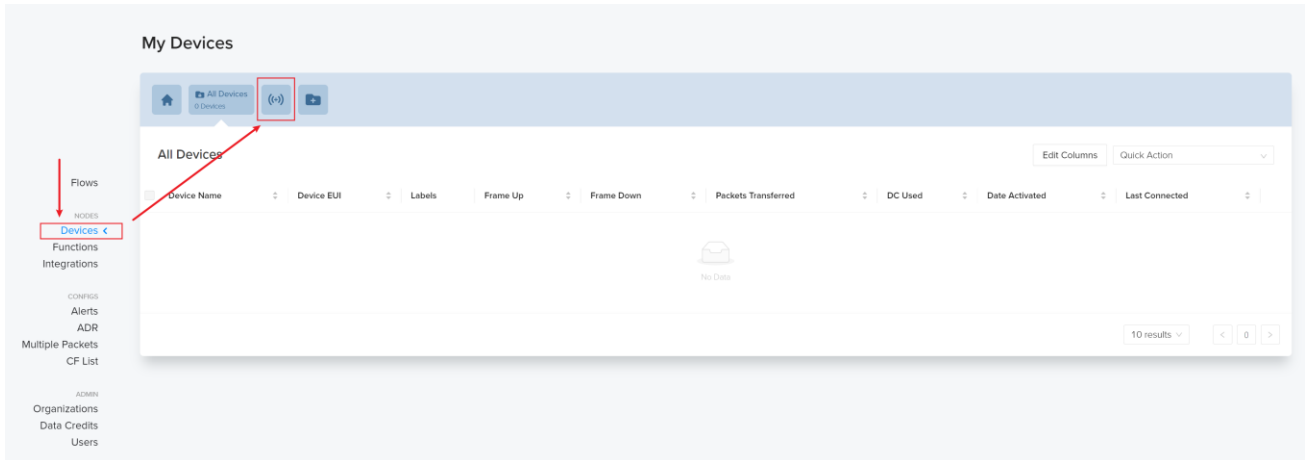 My Devices
All Devices
0 Devices
All Devices
Edit Columns
Quick Action
Device Name
Device EUI
Labels
Frame Up
Frame Down
Packets Transferred
DC Used
Date Activated
Last Connected
No Data
10 results
< 0 >
Flows
NODES
Devices <
Functions
Integrations
CONFIGS
Alerts
ADR
Multiple Packets
CF List
ADMIN
Organizations
Data Credits
Users